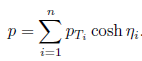 p = \sum_{i=1}^{n} p_{T_i} \cosh \eta_i.